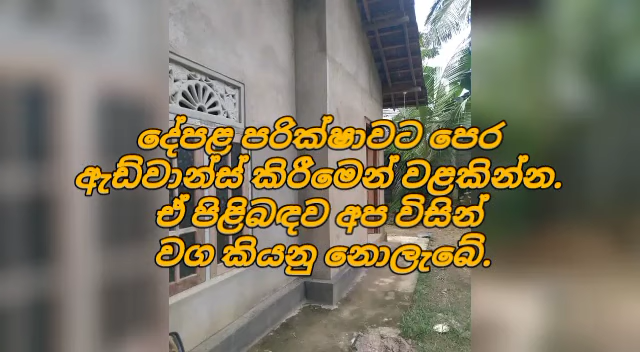 දේපළ පරික්ෂාවට පෙර
ඇඩ්වාන්ස් කිරීමෙන් වළකින්න.
ඒ පිළිබඳව අප විසින්
වග කියනු නොලැබේ.